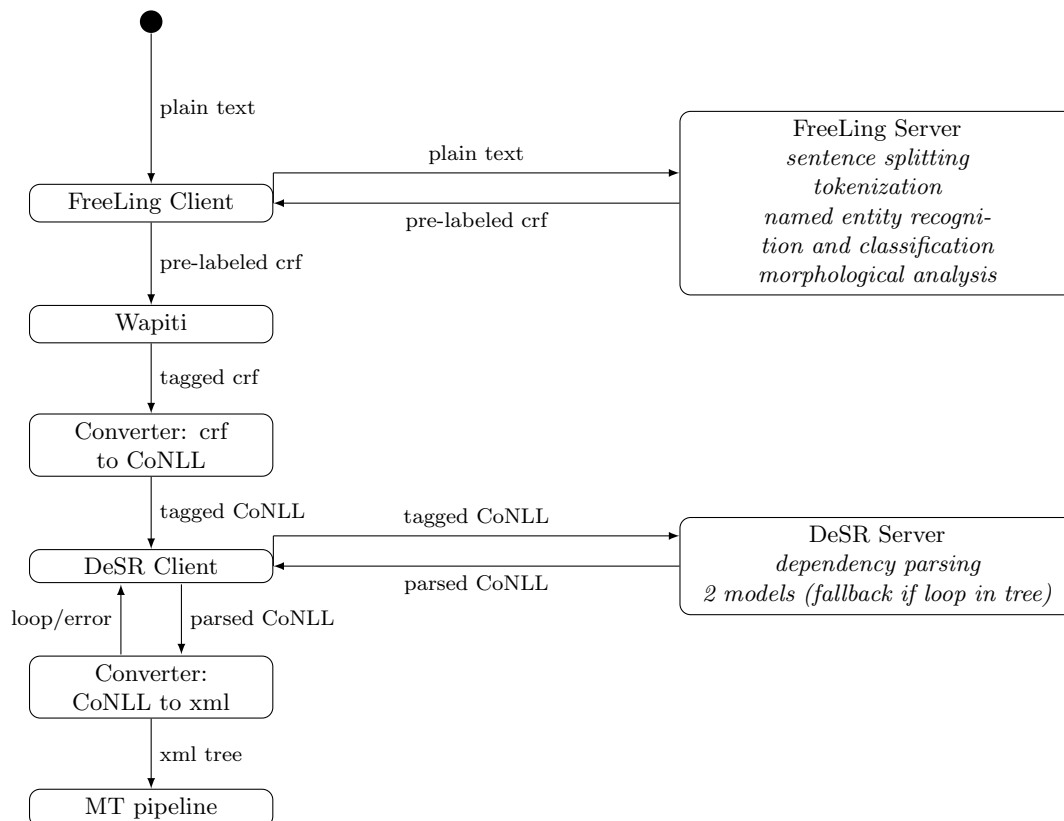 plain text
FreeLing Client
plain text
pre-labeled crf
FreeLing Server
sentence splitting
tokenization
named entity recogni-
tion and classification
morphological analysis
pre-labeled crf
Wapiti
tagged crf
Converter: crf
to CoNLL
tagged CoNLL
DeSR Client
tagged CoNLL
parsed CoNLL
DeSR Server
dependency parsing
2 models (fallback if loop in tree)
loop/error
parsed CoNLL
Converter:
CoNLL to xml
xml tree
MT pipeline